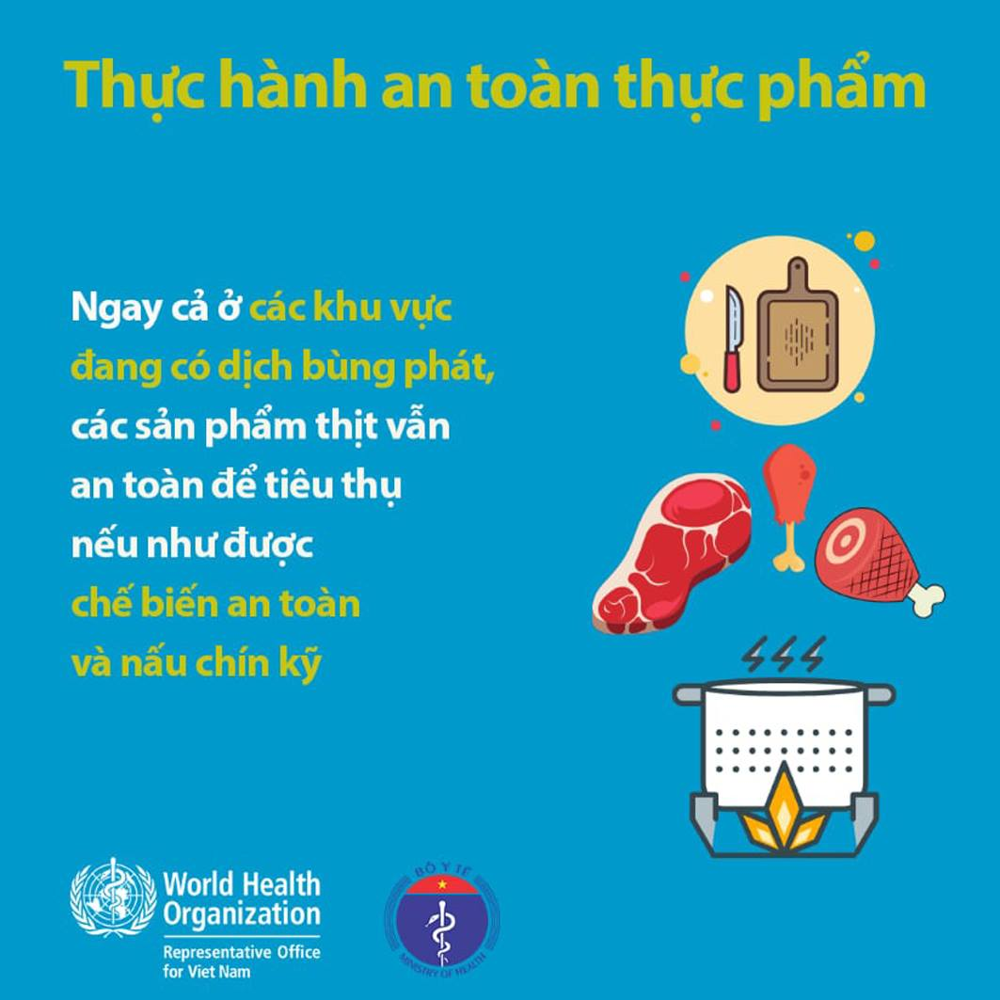 Thực hành an toàn thực phẩm
Ngay cả ở các khu vực
đang có dịch bùng phát,
các sản phẩm thịt vẫn
an toàn để tiêu thụ
nếu như được
chế biến an toàn
và nấu chín kỹ
World Health
Organization
Representative Office
for Viet Nam
BỘ Y TẾ
MINISTRY OF HEALTH